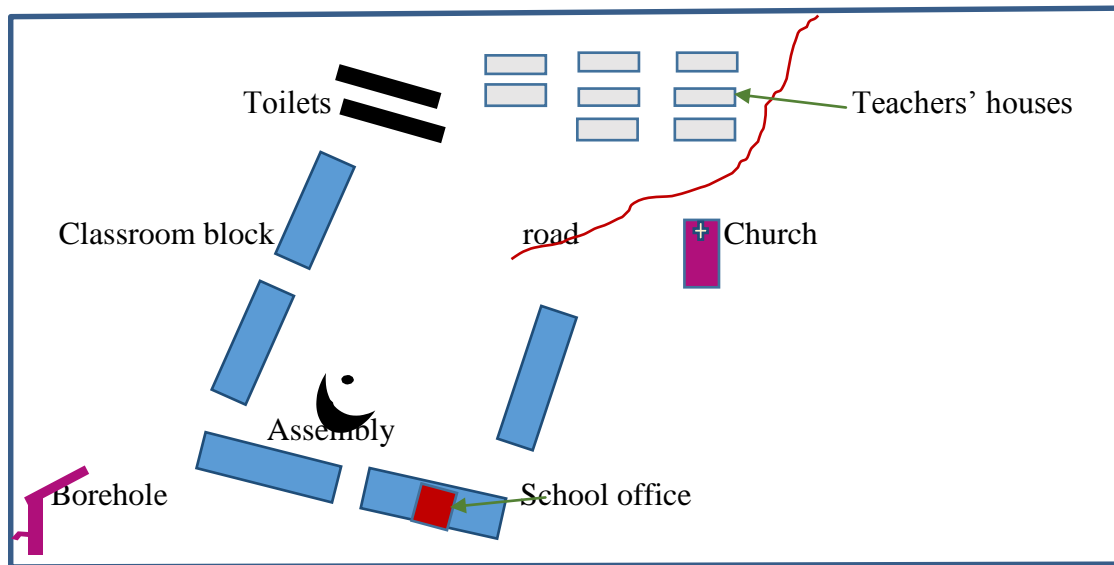 Toilets
Teachers’ houses
Classroom block
road
Church
Assembly
Borehole
School office